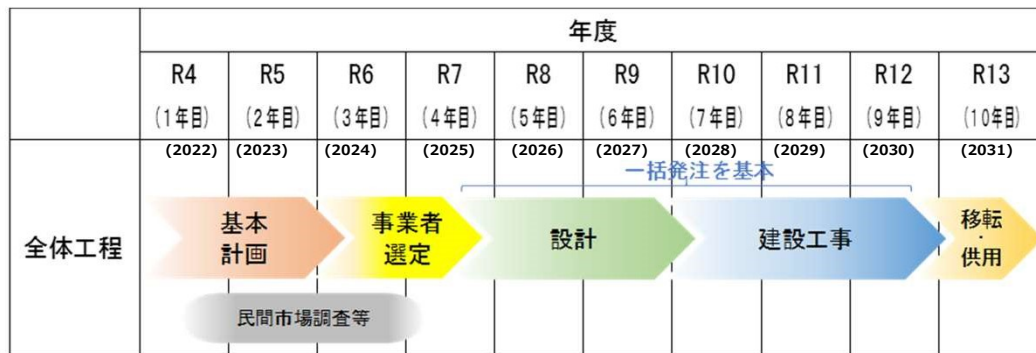 年度
R4 R5 R6 R7 R8 R9 R10 R11 R12 R13
(1年目) (2年目) (3年目) (4年目) (5年目) (6年目) (7年目) (8年目) (9年目) (10年目)
(2022) (2023) (2024) (2025) (2026) (2027) (2028) (2029) (2030) (2031)
一括発注を基本
全体工程
基本
計画
事業者
選定
設計
建設工事
移転
・
供用
民間市場調査等